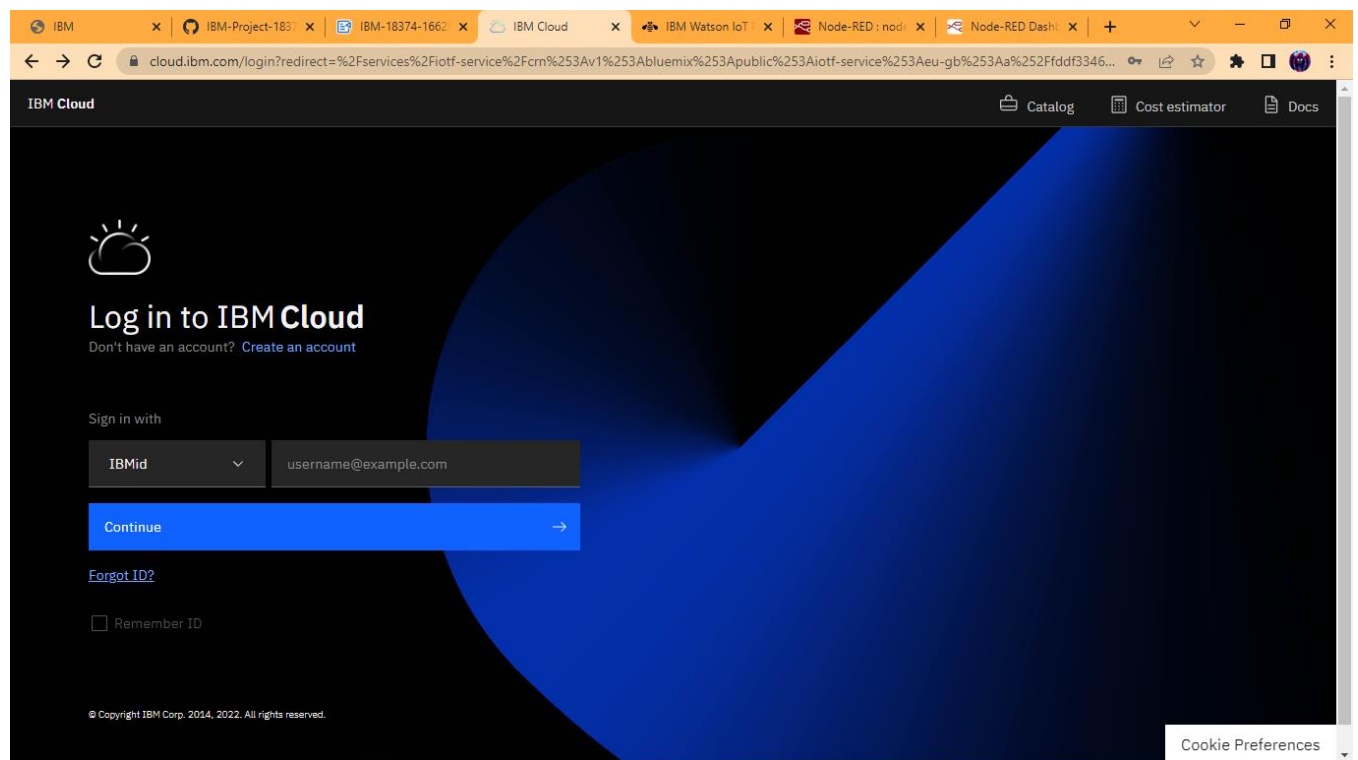 IBM IBM-Project-1837 IBM-18374-1662 IBM Cloud IBM Watson IoT Node-RED : node Node-RED Dash
cloud.ibm.com/login?redirect=%2Fservices%2Fiotf-service%2Fcrn%253Av1%253Abluemix%253Apublic%253Aiotf-service%253Aeu-gb%253Aa%252Ffddf3346...
IBM Cloud Catalog Cost estimator Docs
Log in to IBM Cloud
Don't have an account? Create an account
Sign in with
IBMid username@example.com
Continue
Forgot ID?
Remember ID
© Copyright IBM Corp. 2014, 2022. All rights reserved.
Cookie Preferences